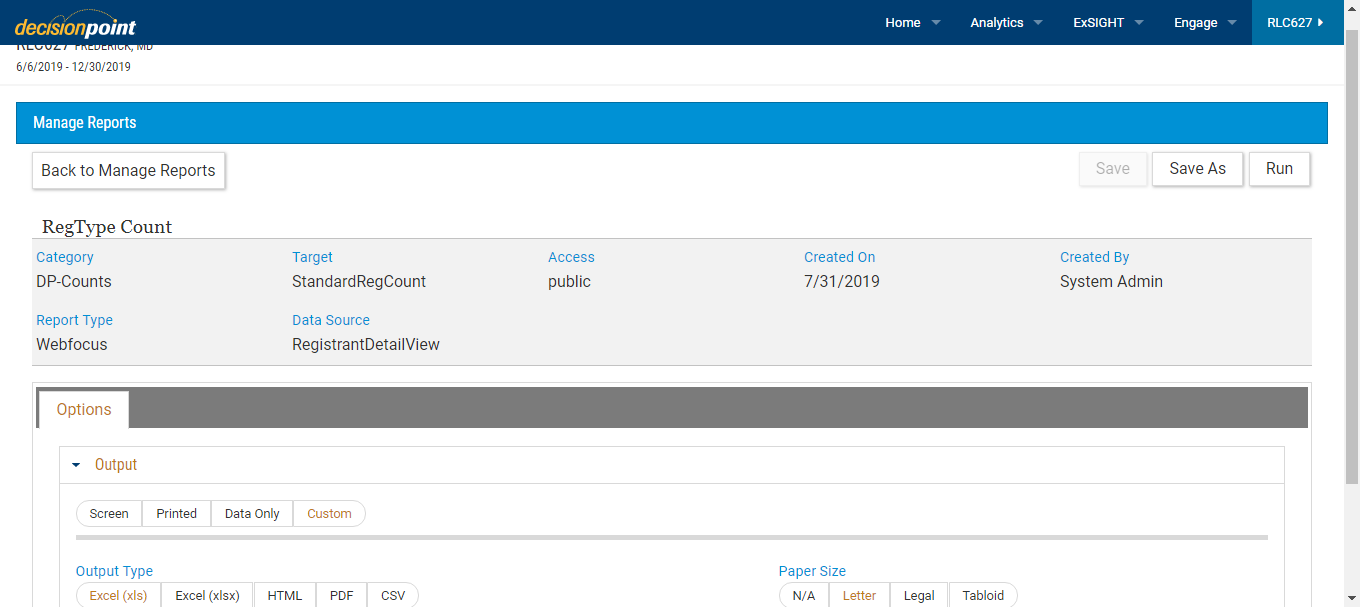 decisionpoint
Home Analytics ExSIGHT Engage RLC627
RLC627 FREDERICK, MD
6/6/2019 - 12/30/2019
Manage Reports
Back to Manage Reports Save Save As Run
RegType Count
Category Target Access Created On Created By
DP-Counts StandardRegCount public 7/31/2019 System Admin
Report Type Data Source
Webfocus RegistrantDetailView
Options
Output
Screen Printed Data Only Custom
Output Type Paper Size
Excel (xls) Excel (xlsx) HTML PDF CSV N/A Letter Legal Tabloid